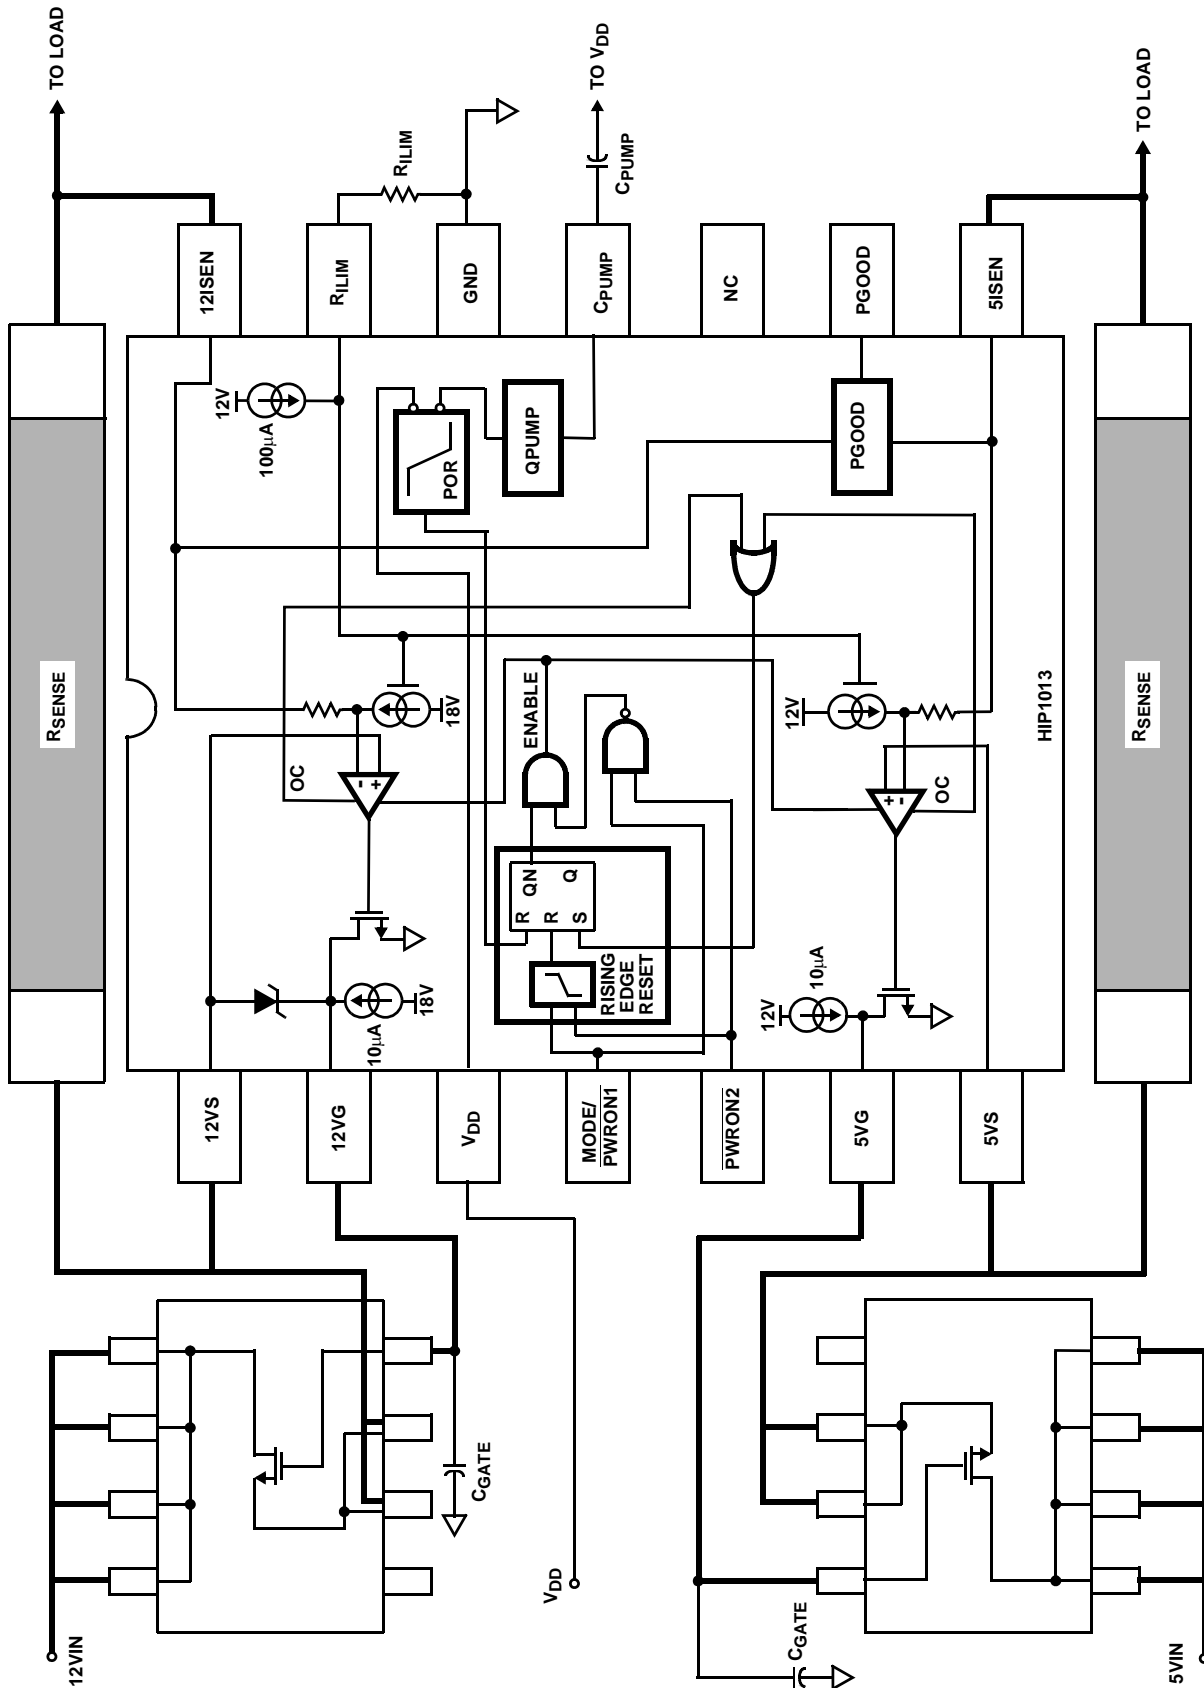 TO LOAD
RSENSE
12VIN
12ISEN
RILIM
GND
CPUMP
NC
PGOOD
5ISEN
RILIM
CPUMP
TO VDD
12V
100µA
POR
QPUMP
PGOOD
OC
18V
ENABLE
12V
OC
HIP1013
R
QN
R
S
Q
RISING
EDGE
RESET
10µA
18V
12V
10µA
12VS
12VG
VDD
MODE/
PWRON1
PWRON2
5VG
5VS
CGATE
VDD
CGATE
TO LOAD
RSENSE
5VIN